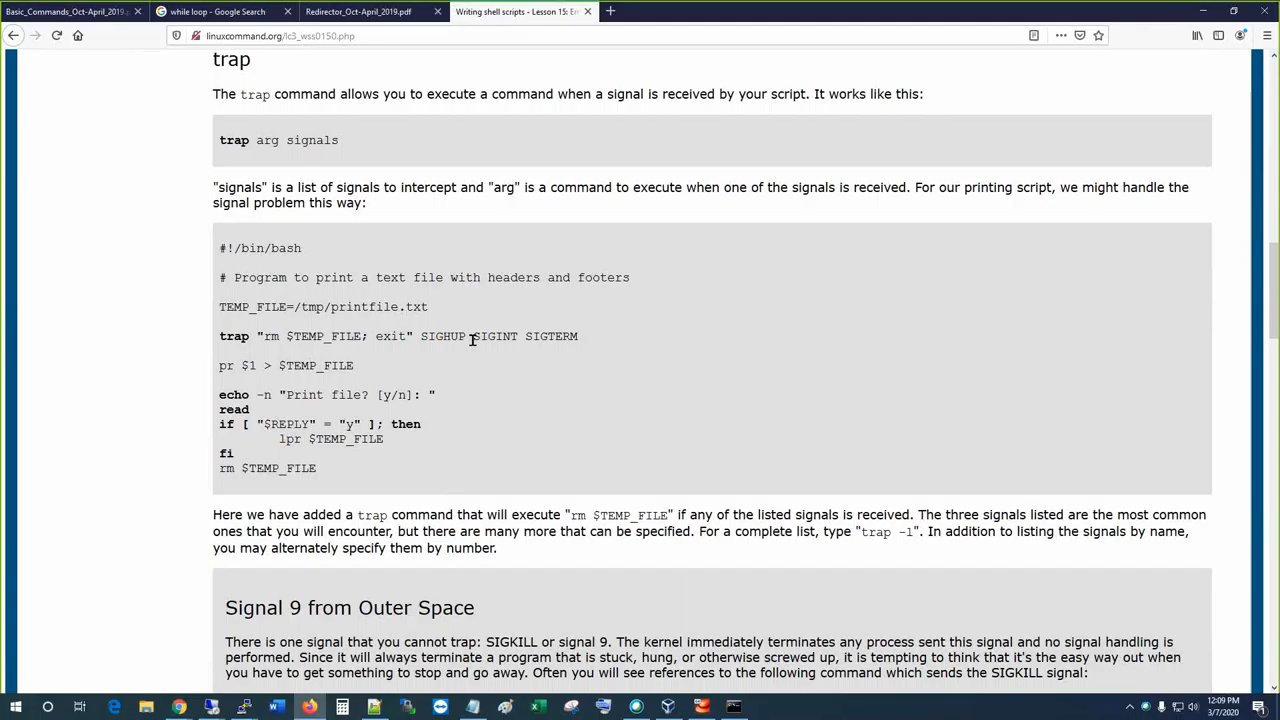 Basic_Commands_Oct-April_2019.
while loop - Google Search
Redirector_Oct-April_2019.pdf
Writing shell scripts - Lesson 15: Er
linuxcommand.org/lc3_wss0150.php
trap
The trap command allows you to execute a command when a signal is received by your script. It works like this:
trap arg signals
"signals" is a list of signals to intercept and "arg" is a command to execute when one of the signals is received. For our printing script, we might handle the
signal problem this way:
#!/bin/bash
# Program to print a text file with headers and footers
TEMP_FILE=/tmp/printfile.txt
trap "rm $TEMP_FILE; exit" SIGHUP SIGINT SIGTERM
pr $1 > $TEMP_FILE
echo -n "Print file? [y/n]: "
read
if [ "$REPLY" = "y" ]; then
lpr $TEMP_FILE
fi
rm $TEMP_FILE
Here we have added a trap command that will execute "rm $TEMP_FILE" if any of the listed signals is received. The three signals listed are the most common
ones that you will encounter, but there are many more that can be specified. For a complete list, type "trap -l". In addition to listing the signals by name,
you may alternately specify them by number.
Signal 9 from Outer Space
There is one signal that you cannot trap: SIGKILL or signal 9. The kernel immediately terminates any process sent this signal and no signal handling is
performed. Since it will always terminate a program that is stuck, hung, or otherwise screwed up, it is tempting to think that it's the easy way out when
you have to get something to stop and go away. Often you will see references to the following command which sends the SIGKILL signal:
12:09 PM
3/7/2020